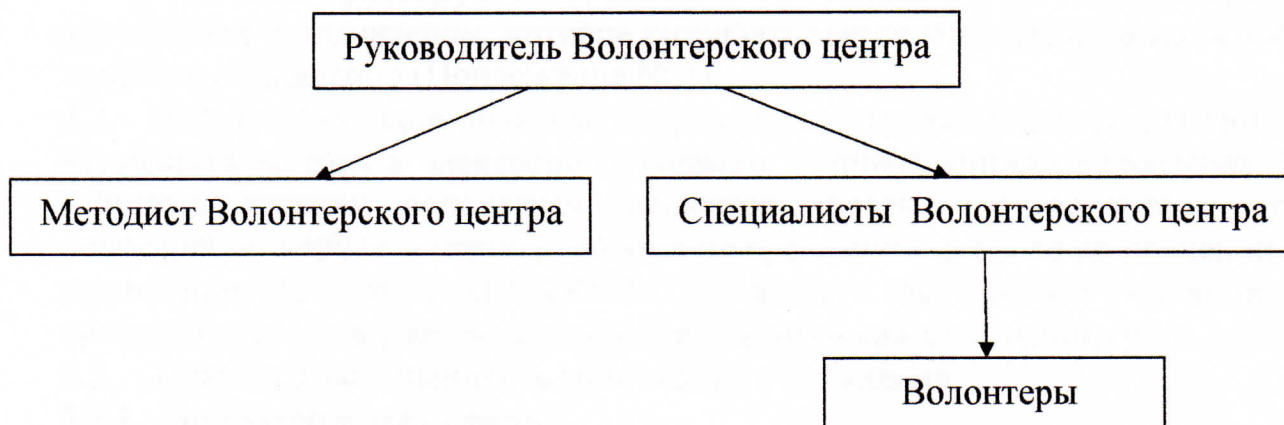 Руководитель Волонтерского центра
Методист Волонтерского центра
Специалисты Волонтерского центра
Волонтеры